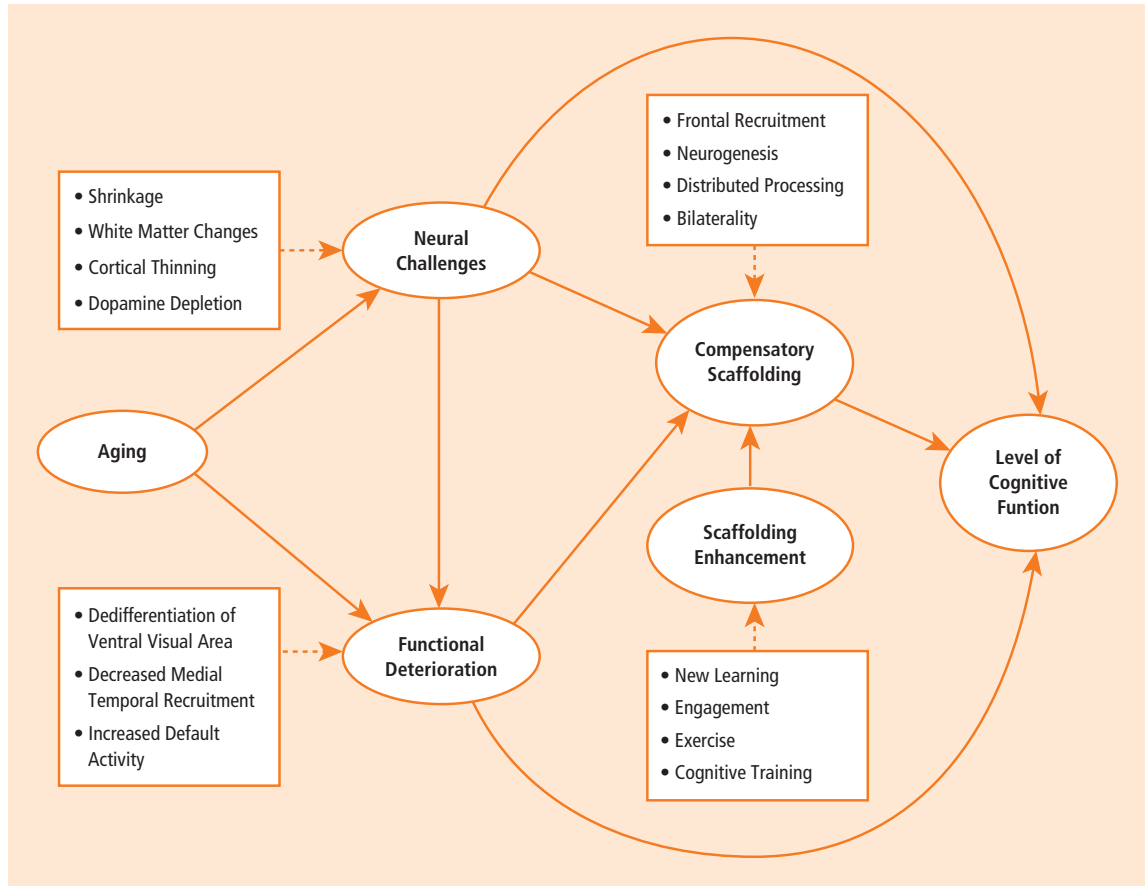 • Shrinkage
• White Matter Changes
• Cortical Thinning
• Dopamine Depletion
Neural
Challenges
• Frontal Recruitment
• Neurogenesis
• Distributed Processing
• Bilaterality
Compensatory
Scaffolding
Aging
Level of
Cognitive
Funtion
Scaffolding
Enhancement
• Dedifferentiation of
Ventral Visual Area
• Decreased Medial
Temporal Recruitment
• Increased Default
Activity
Functional
Deterioration
• New Learning
• Engagement
• Exercise
• Cognitive Training